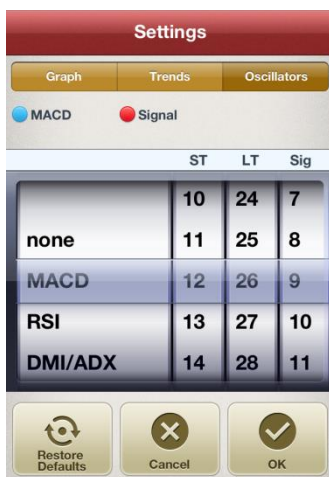 Settings
Graph Trends Oscillators
MACD Signal
ST LT Sig
10 24 7
none 11 25 8
MACD 12 26 9
RSI 13 27 10
DMI/ADX 14 28 11
Restore
Defaults Cancel OK